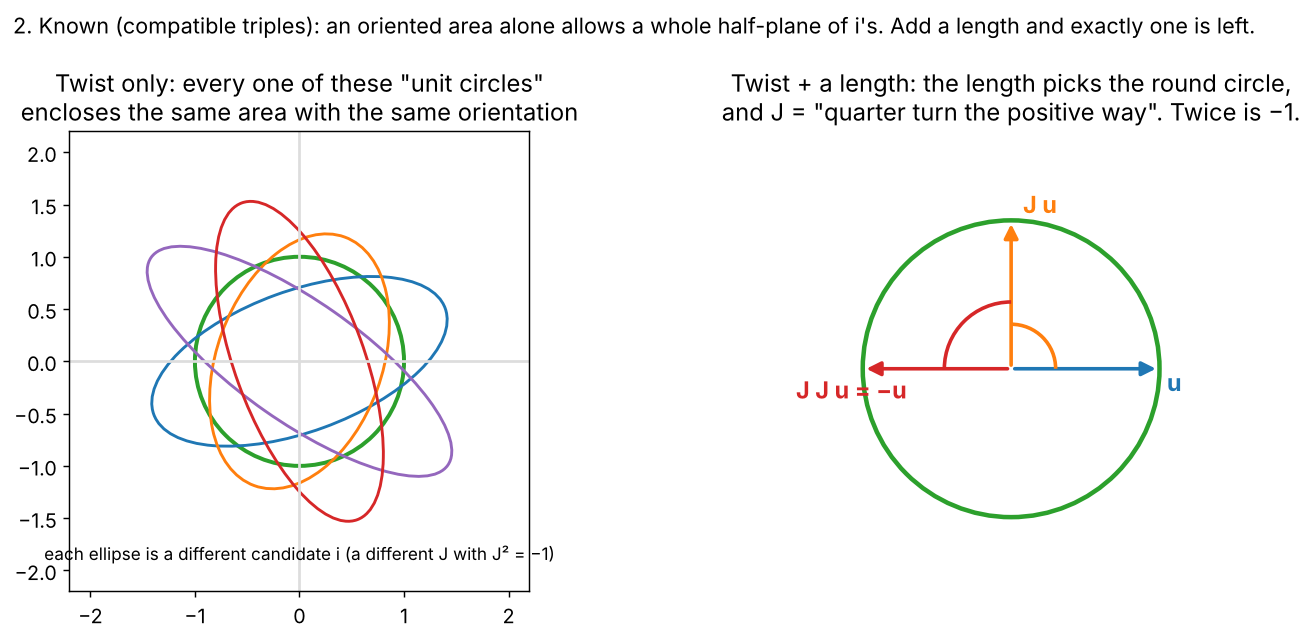 2. Known (compatible triples): an oriented area alone allows a whole half-plane of i's. Add a length and exactly one is left.
Twist only: every one of these "unit circles"
encloses the same area with the same orientation
2.0
1.5
1.0
0.5
0.0
−0.5
−1.0
−1.5
−2.0
each ellipse is a different candidate i (a different J with J² = −1)
−2
−1
0
1
2
Twist + a length: the length picks the round circle,
and J = "quarter turn the positive way". Twice is −1.
J u
J J u = −u
u